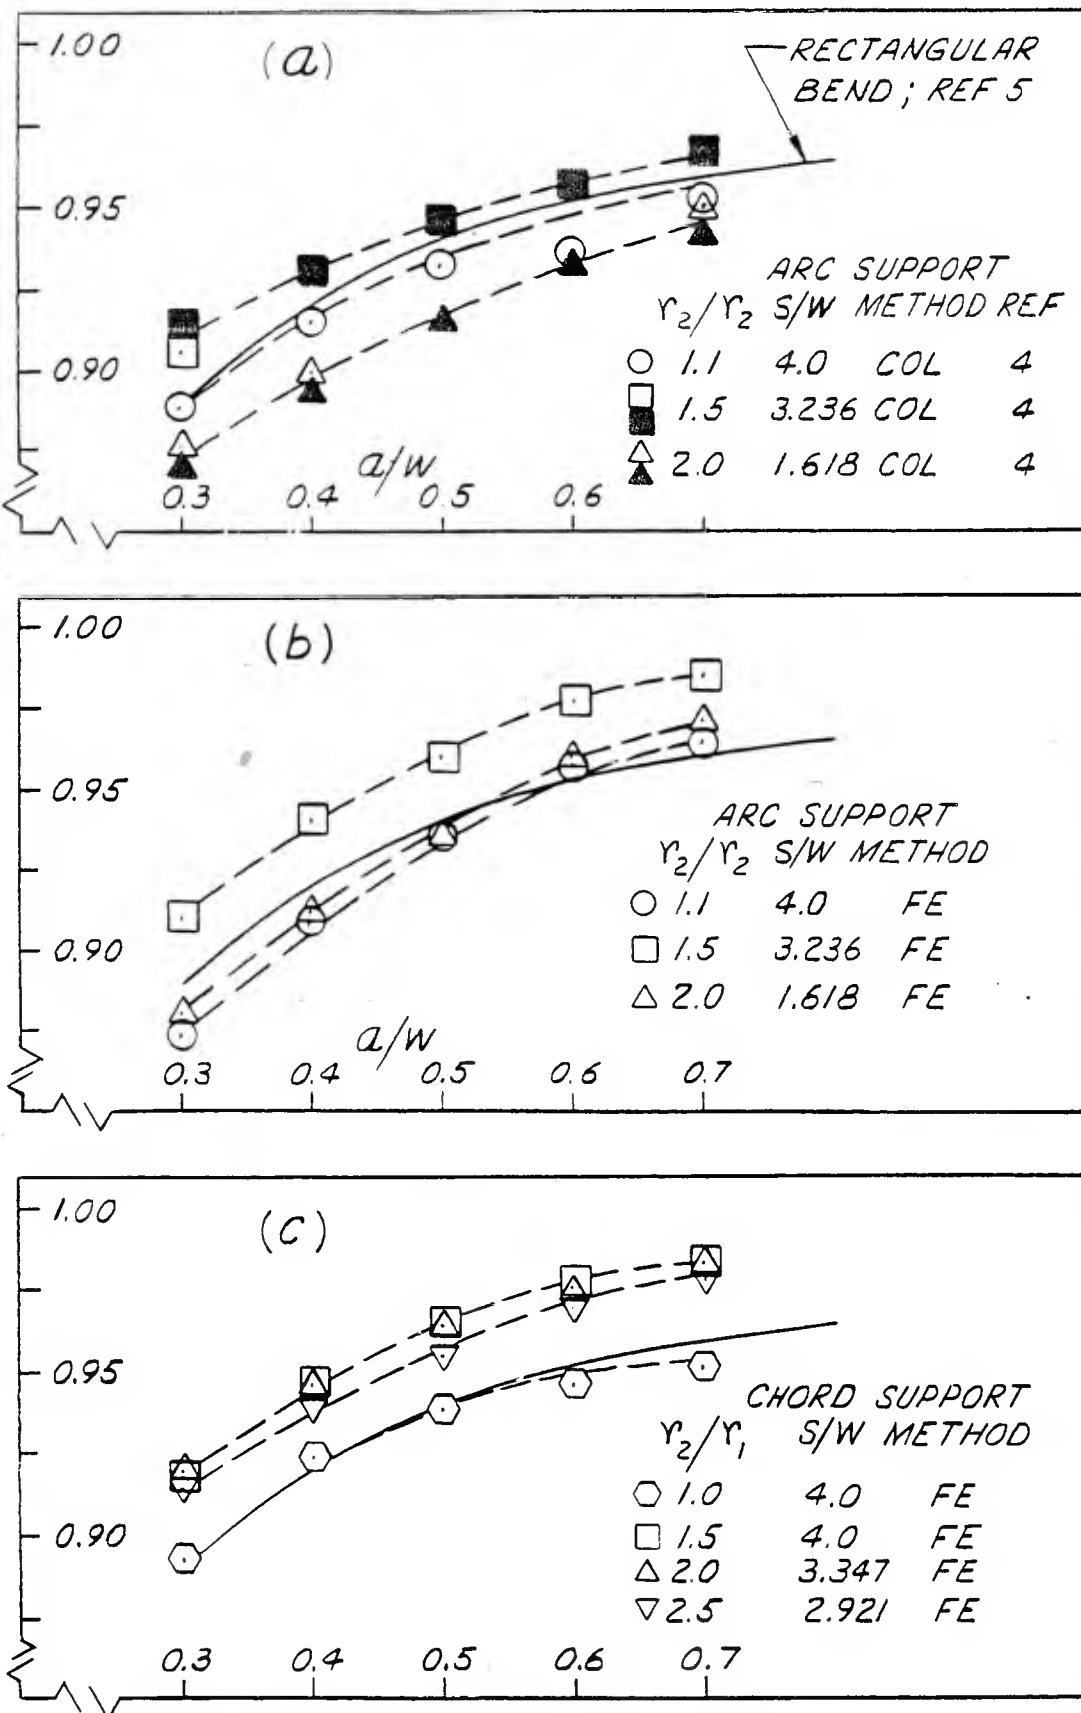 (a)
1.00
0.95
0.90
RECTANGULAR
BEND; REF 5
ARC SUPPORT
r2/r2 S/W METHOD REF
1.1 4.0 COL 4
1.5 3.236 COL 4
2.0 1.618 COL 4
a/w
0.3 0.4 0.5 0.6
(b)
1.00
0.95
0.90
ARC SUPPORT
r2/r2 S/W METHOD
1.1 4.0 FE
1.5 3.236 FE
2.0 1.618 FE
a/w
0.3 0.4 0.5 0.6 0.7
(c)
1.00
0.95
0.90
CHORD SUPPORT
r2/r1 S/W METHOD
1.0 4.0 FE
1.5 4.0 FE
2.0 3.347 FE
2.5 2.921 FE
0.3 0.4 0.5 0.6 0.7